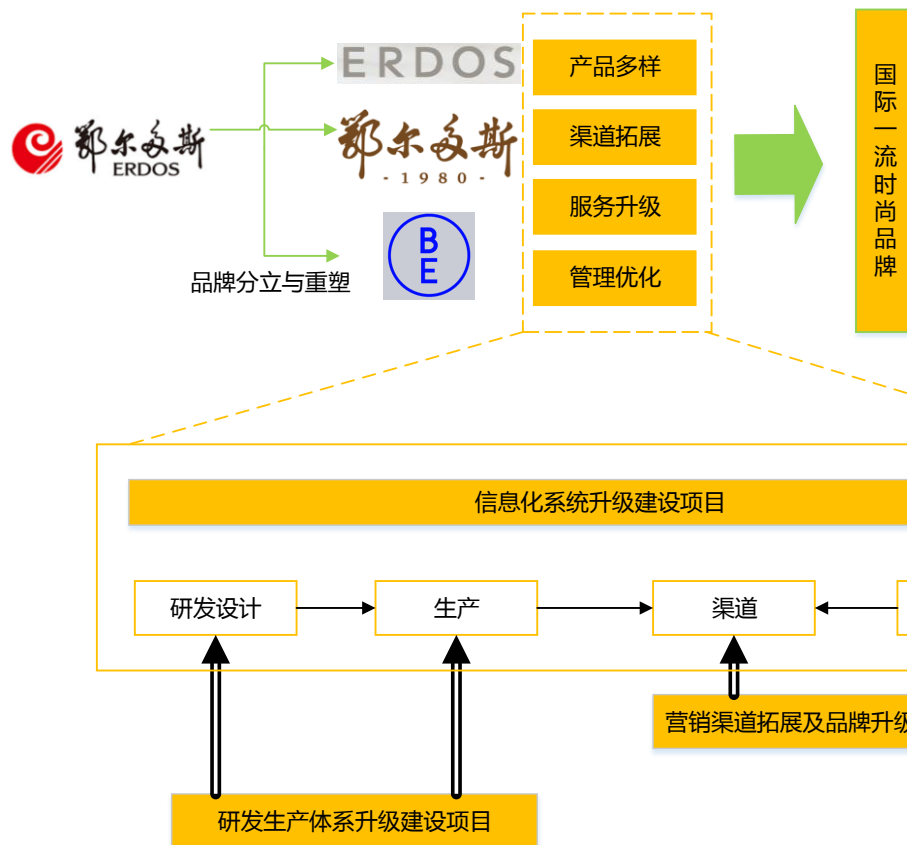 ERDOS
产品多样
国际一流时尚品牌
鄂尔多斯
ERDOS
鄂尔多斯
- 1980 -
渠道拓展
服务升级
BE
品牌分立与重塑
管理优化
信息化系统升级建设项目
研发设计
生产
渠道
营销渠道拓展及品牌升级
研发生产体系升级建设项目